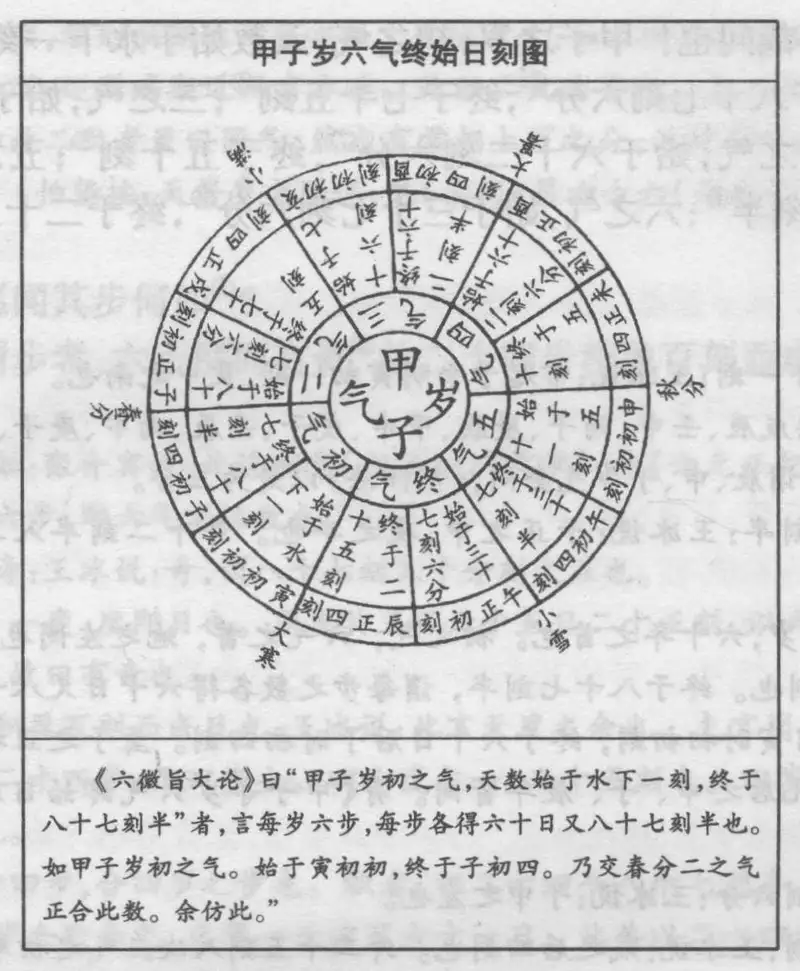 甲子岁六气终始日刻图
甲子岁气
初气
始于水下一刻
终于八十七刻半
寅初初刻
子初四刻
大寒
二气
始于八十七刻六分
终于七十五刻
子正初刻
戌正四刻
春分
三气
始于七十六刻
终于六十二刻半
亥初初刻
酉初四刻
小满
四气
始于六十二刻六分
终于五十刻
酉正初刻
未正四刻
大暑
五气
始于五十一刻
终于三十七刻半
申初初刻
午初四刻
秋分
终气
始于三十七刻六分
终于二十五刻
午正初刻
辰正四刻
小雪
《六徽旨大论》曰“甲子岁初之气，天数始于水下一刻，终于
八十七刻半”者，言每岁六步，每步各得六十日又八十七刻半也。
如甲子岁初之气。始于寅初初，终于子初四。乃交春分二之气
正合此数。余仿此。”